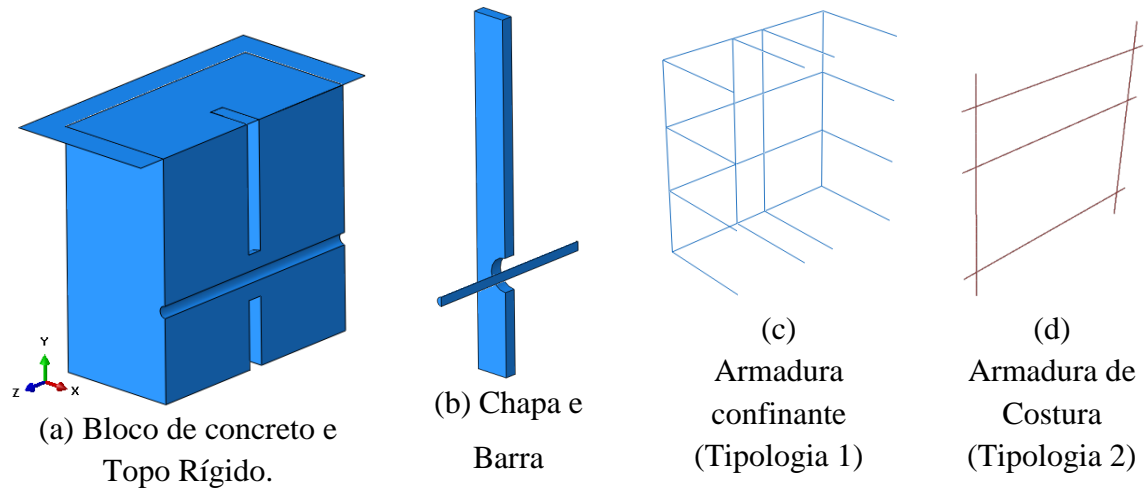 Y
Z
X
(a) Bloco de concreto e
Topo Rígido.
(b) Chapa e
Barra
(c)
Armadura
confinante
(Tipologia 1)
(d)
Armadura de
Costura
(Tipologia 2)